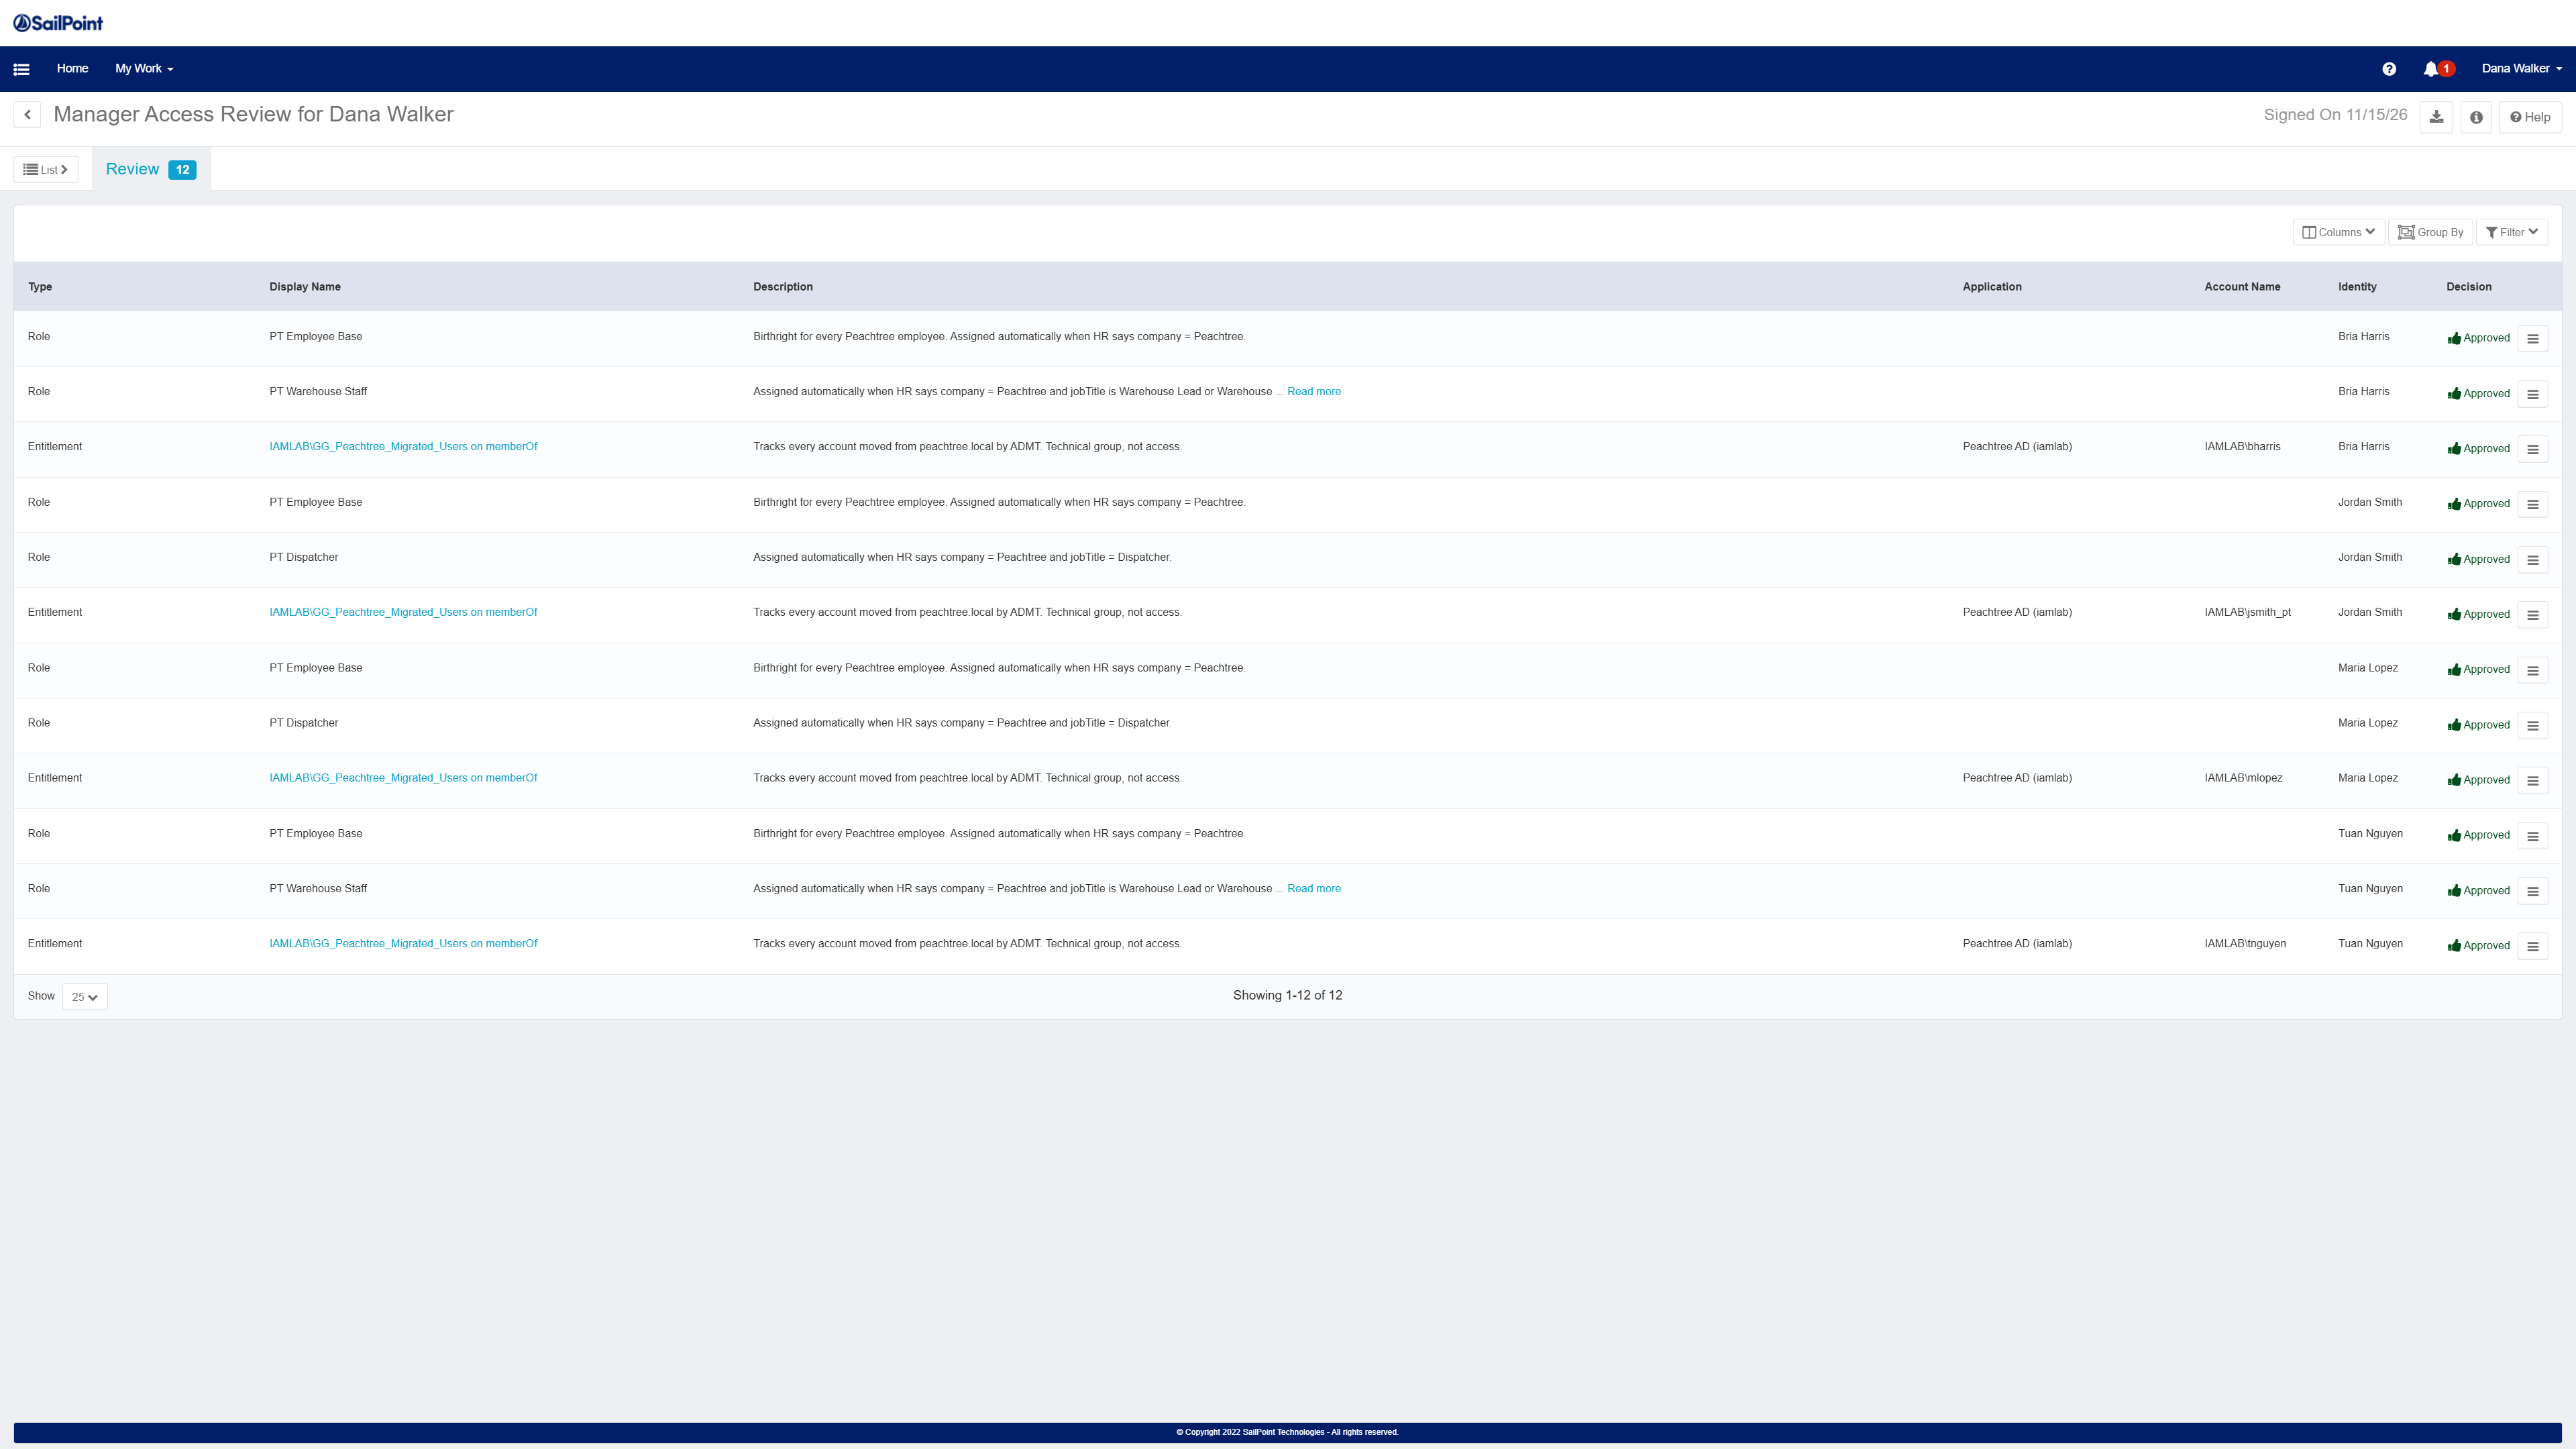 SailPoint
Home My Work 1 Dana Walker
Manager Access Review for Dana Walker Signed On 11/15/26 Help
List Review 12
Columns Group By Filter
Type Display Name Description Application Account Name Identity Decision
Role PT Employee Base Birthright for every Peachtree employee. Assigned automatically when HR says company = Peachtree. Bria Harris Approved
Role PT Warehouse Staff Assigned automatically when HR says company = Peachtree and jobTitle is Warehouse Lead or Warehouse ... Read more Bria Harris Approved
Entitlement IAMLAB\GG_Peachtree_Migrated_Users on memberOf Tracks every account moved from peachtree.local by ADMT. Technical group, not access. Peachtree AD (iamlab) IAMLAB\bharris Bria Harris Approved
Role PT Employee Base Birthright for every Peachtree employee. Assigned automatically when HR says company = Peachtree. Jordan Smith Approved
Role PT Dispatcher Assigned automatically when HR says company = Peachtree and jobTitle = Dispatcher. Jordan Smith Approved
Entitlement IAMLAB\GG_Peachtree_Migrated_Users on memberOf Tracks every account moved from peachtree.local by ADMT. Technical group, not access. Peachtree AD (iamlab) IAMLAB\jsmith_pt Jordan Smith Approved
Role PT Employee Base Birthright for every Peachtree employee. Assigned automatically when HR says company = Peachtree. Maria Lopez Approved
Role PT Dispatcher Assigned automatically when HR says company = Peachtree and jobTitle = Dispatcher. Maria Lopez Approved
Entitlement IAMLAB\GG_Peachtree_Migrated_Users on memberOf Tracks every account moved from peachtree.local by ADMT. Technical group, not access. Peachtree AD (iamlab) IAMLAB\mlopez Maria Lopez Approved
Role PT Employee Base Birthright for every Peachtree employee. Assigned automatically when HR says company = Peachtree. Tuan Nguyen Approved
Role PT Warehouse Staff Assigned automatically when HR says company = Peachtree and jobTitle is Warehouse Lead or Warehouse ... Read more Tuan Nguyen Approved
Entitlement IAMLAB\GG_Peachtree_Migrated_Users on memberOf Tracks every account moved from peachtree.local by ADMT. Technical group, not access. Peachtree AD (iamlab) IAMLAB\tnguyen Tuan Nguyen Approved
Show 25 Showing 1-12 of 12
© Copyright 2022 SailPoint Technologies - All rights reserved.